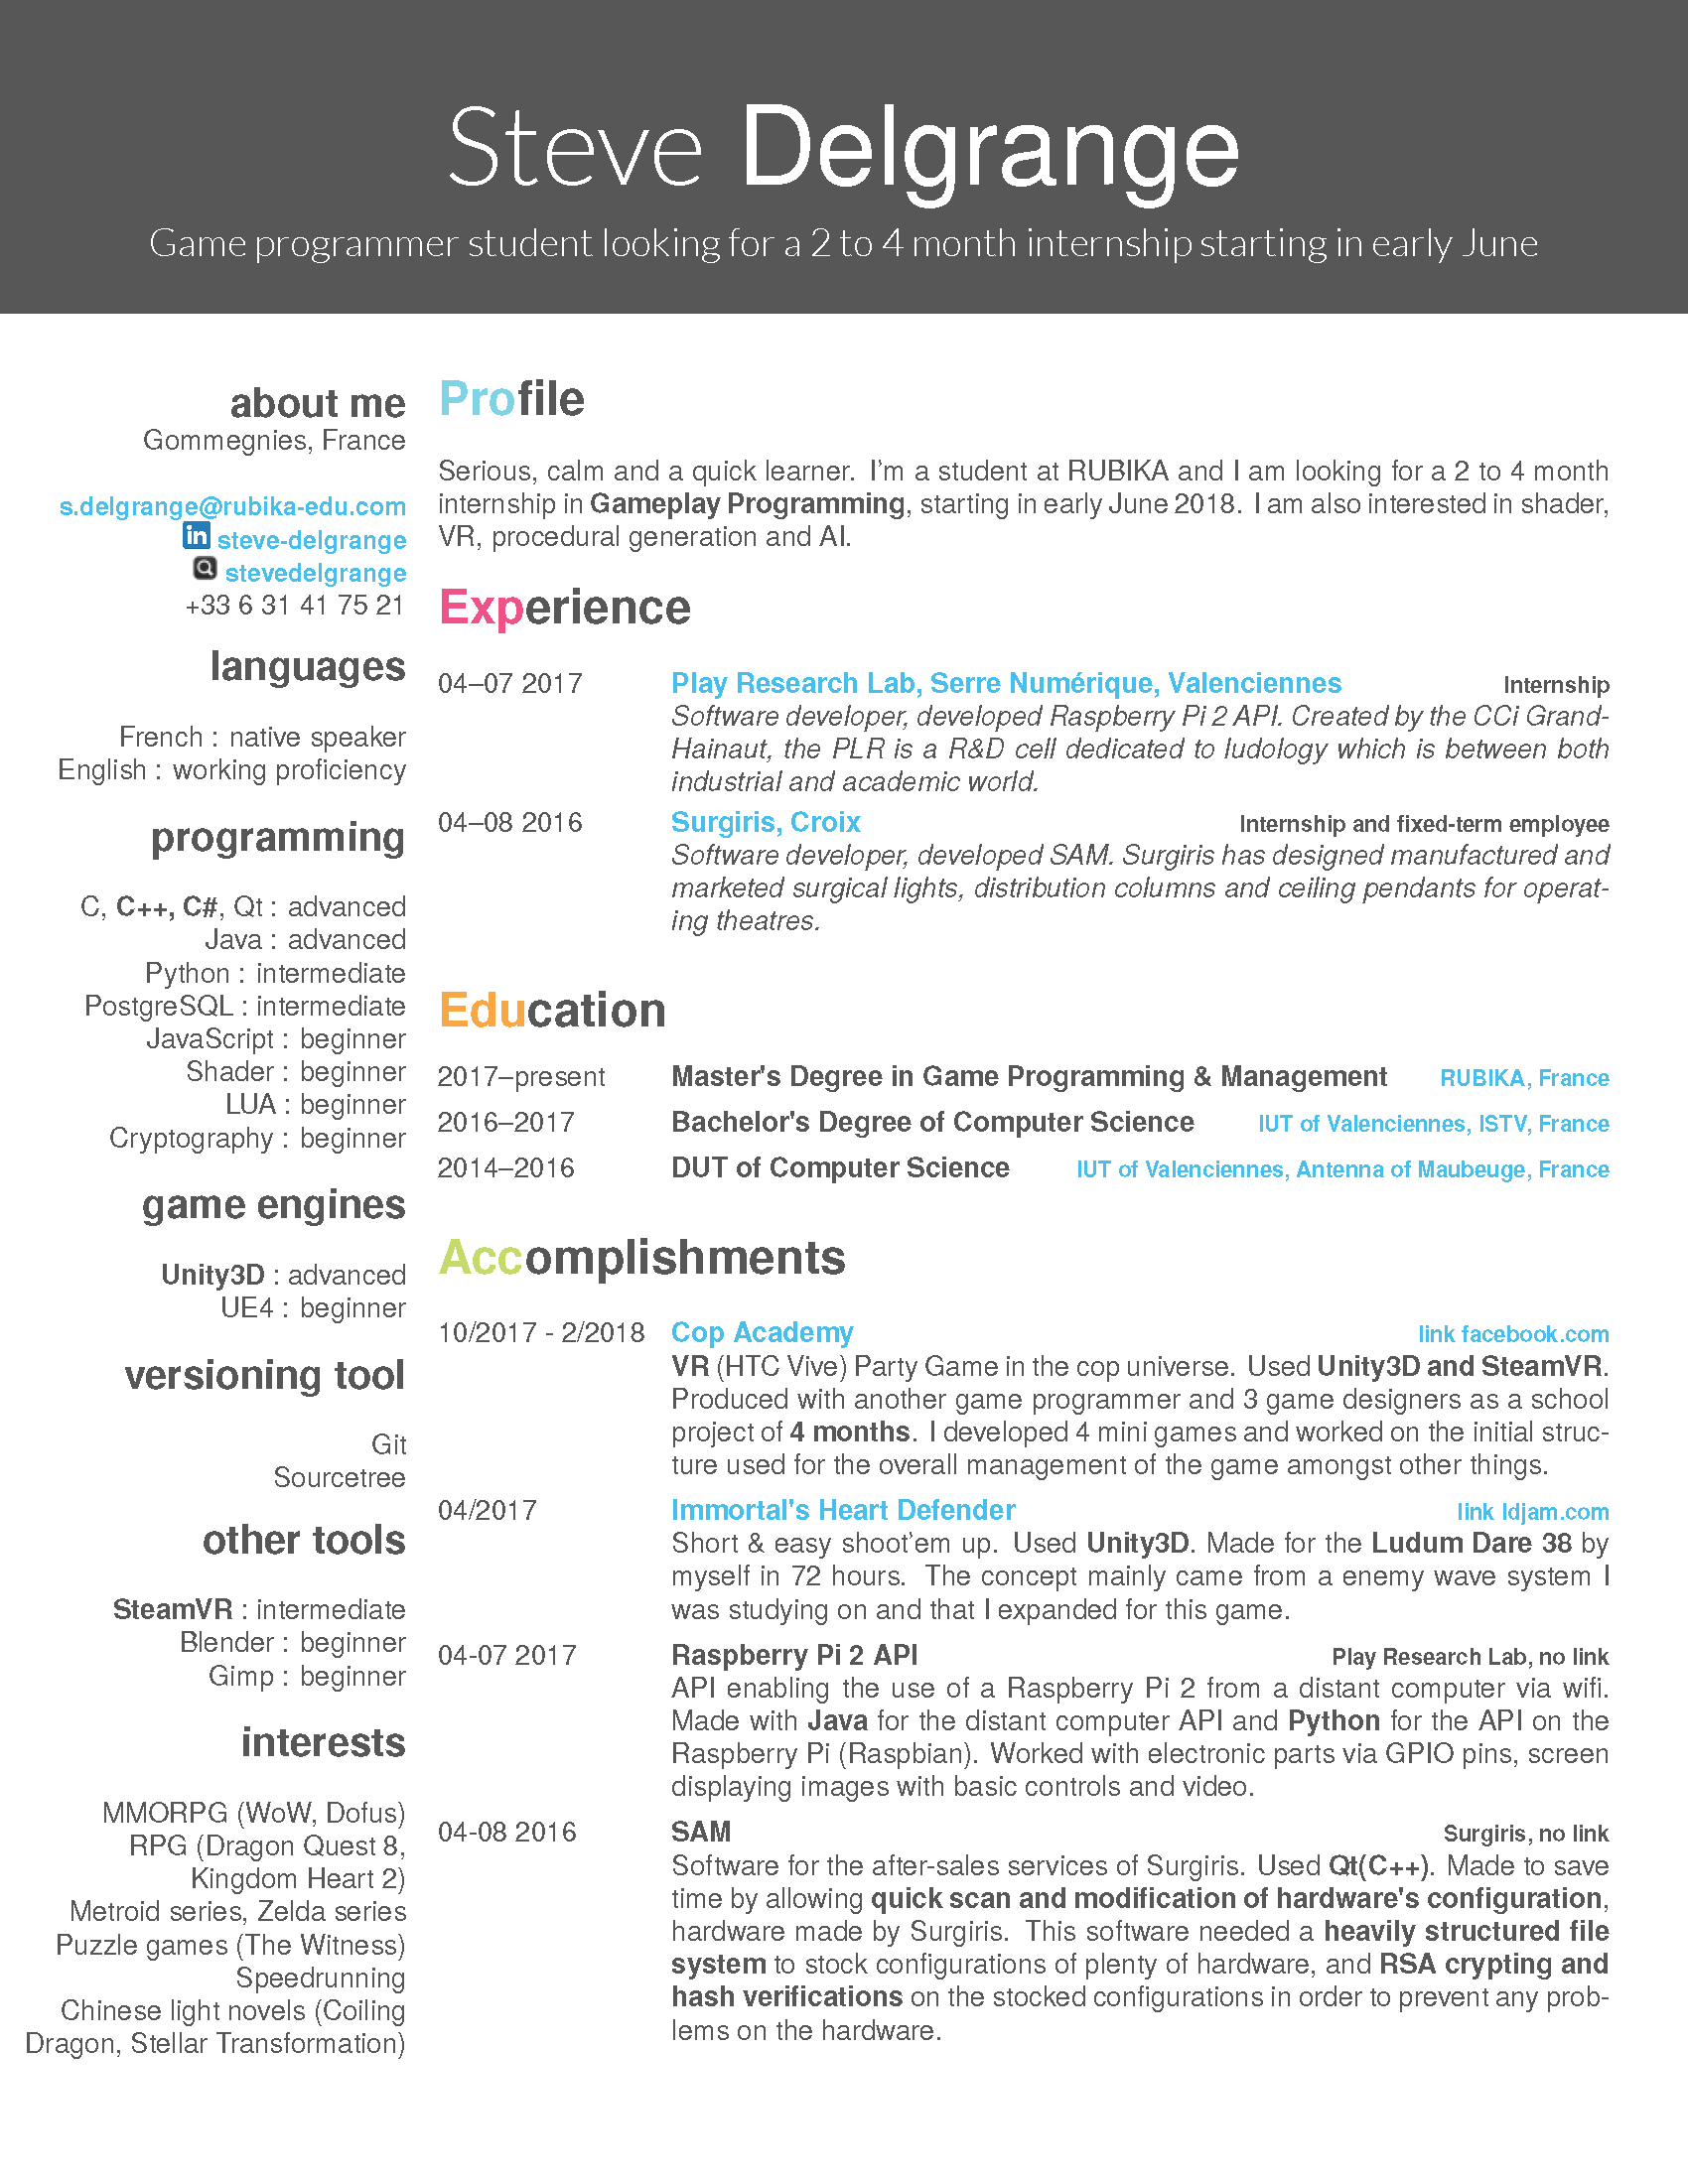 Steve Delgrange
Game programmer student looking for a 2 to 4 month internship starting in early June
about me
Gommegnies, France
s.delgrange@rubika-edu.com
in steve-delgrange
stevedelgrange
+33 6 31 41 75 21
languages
French : native speaker
English : working proficiency
programming
C, C++, C#, Qt : advanced
Java : advanced
Python : intermediate
PostgreSQL : intermediate
JavaScript : beginner
Shader : beginner
LUA : beginner
Cryptography : beginner
game engines
Unity3D : advanced
UE4 : beginner
versioning tool
Git
Sourcetree
other tools
SteamVR : intermediate
Blender : beginner
Gimp : beginner
interests
MMORPG (WoW, Dofus)
RPG (Dragon Quest 8,
Kingdom Heart 2)
Metroid series, Zelda series
Puzzle games (The Witness)
Speedrunning
Chinese light novels (Coiling
Dragon, Stellar Transformation)
Profile
Serious, calm and a quick learner. I'm a student at RUBIKA and I am looking for a 2 to 4 month
internship in Gameplay Programming, starting in early June 2018. I am also interested in shader,
VR, procedural generation and AI.
Experience
04–07 2017 Play Research Lab, Serre Numérique, Valenciennes Internship
Software developer, developed Raspberry Pi 2 API. Created by the CCi Grand-
Hainaut, the PLR is a R&D cell dedicated to ludology which is between both
industrial and academic world.
04–08 2016 Surgiris, Croix Internship and fixed-term employee
Software developer, developed SAM. Surgiris has designed manufactured and
marketed surgical lights, distribution columns and ceiling pendants for operat-
ing theatres.
Education
2017–present Master's Degree in Game Programming & Management RUBIKA, France
2016–2017 Bachelor's Degree of Computer Science IUT of Valenciennes, ISTV, France
2014–2016 DUT of Computer Science IUT of Valenciennes, Antenna of Maubeuge, France
Accomplishments
10/2017 - 2/2018 Cop Academy link facebook.com
VR (HTC Vive) Party Game in the cop universe. Used Unity3D and SteamVR.
Produced with another game programmer and 3 game designers as a school
project of 4 months. I developed 4 mini games and worked on the initial struc-
ture used for the overall management of the game amongst other things.
04/2017 Immortal's Heart Defender link ldjam.com
Short & easy shoot'em up. Used Unity3D. Made for the Ludum Dare 38 by
myself in 72 hours. The concept mainly came from a enemy wave system I
was studying on and that I expanded for this game.
04-07 2017 Raspberry Pi 2 API Play Research Lab, no link
API enabling the use of a Raspberry Pi 2 from a distant computer via wifi.
Made with Java for the distant computer API and Python for the API on the
Raspberry Pi (Raspbian). Worked with electronic parts via GPIO pins, screen
displaying images with basic controls and video.
04-08 2016 SAM Surgiris, no link
Software for the after-sales services of Surgiris. Used Qt(C++). Made to save
time by allowing quick scan and modification of hardware's configuration,
hardware made by Surgiris. This software needed a heavily structured file
system to stock configurations of plenty of hardware, and RSA crypting and
hash verifications on the stocked configurations in order to prevent any prob-
lems on the hardware.